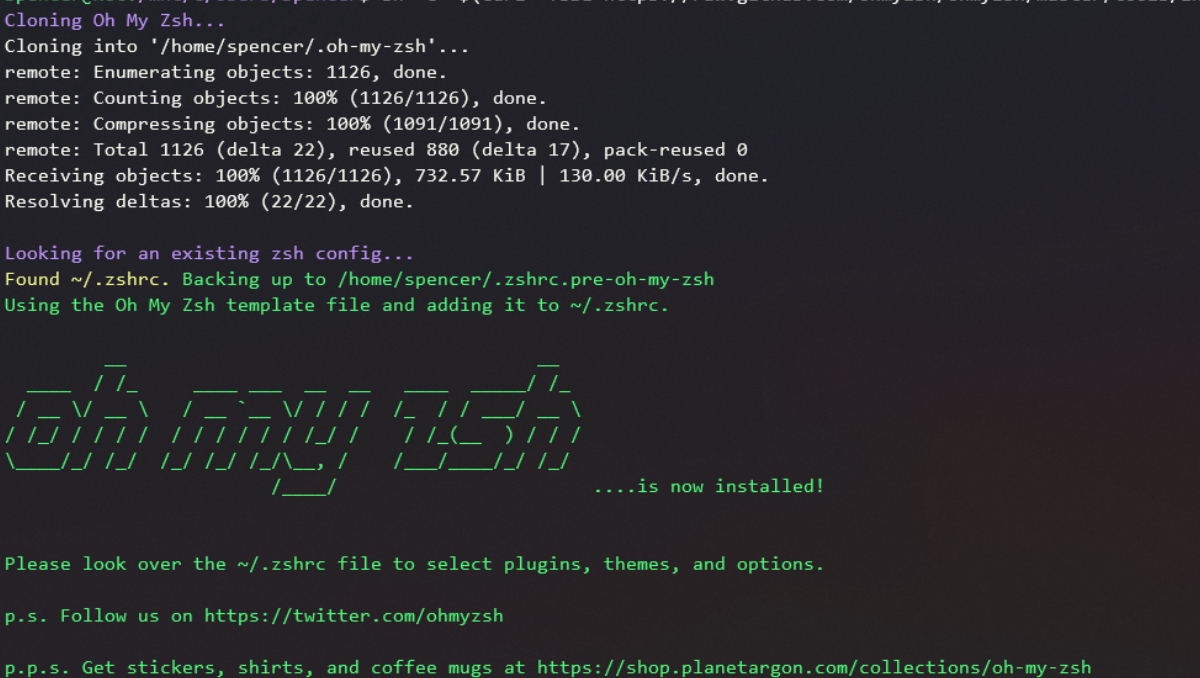 Cloning Oh My Zsh...
Cloning into '/home/spencer/.oh-my-zsh'...
remote: Enumerating objects: 1126, done.
remote: Counting objects: 100% (1126/1126), done.
remote: Compressing objects: 100% (1091/1091), done.
remote: Total 1126 (delta 22), reused 880 (delta 17), pack-reused 0
Receiving objects: 100% (1126/1126), 732.57 KiB | 130.00 KiB/s, done.
Resolving deltas: 100% (22/22), done.
Looking for an existing zsh config...
Found ~/.zshrc. Backing up to /home/spencer/.zshrc.pre-oh-my-zsh
Using the Oh My Zsh template file and adding it to ~/.zshrc.
oh my zsh
....is now installed!
Please look over the ~/.zshrc file to select plugins, themes, and options.
p.s. Follow us on https://twitter.com/ohmyzsh
p.p.s. Get stickers, shirts, and coffee mugs at https://shop.planetargon.com/collections/oh-my-zsh